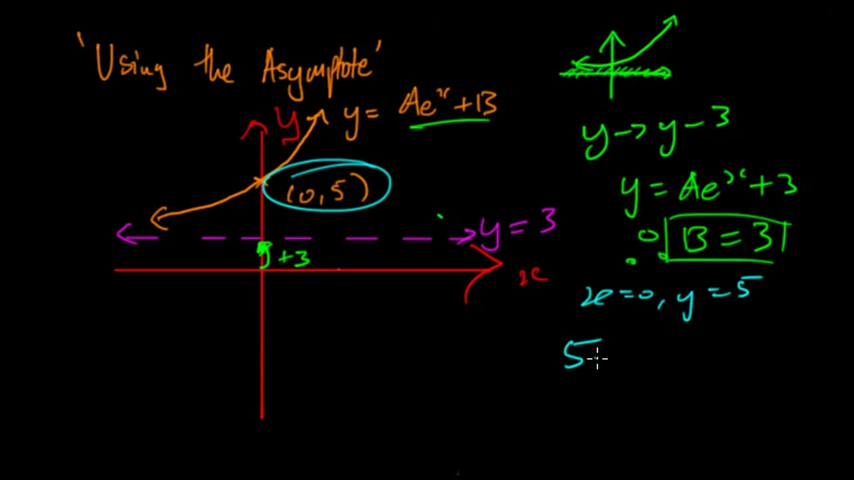 'Using the Asymptote'
y = Ae^x + B
y
(0,5)
y = 3
+3
x
y → y - 3
y = Ae^x + 3
∴ B = 3
x = 0, y = 5
5